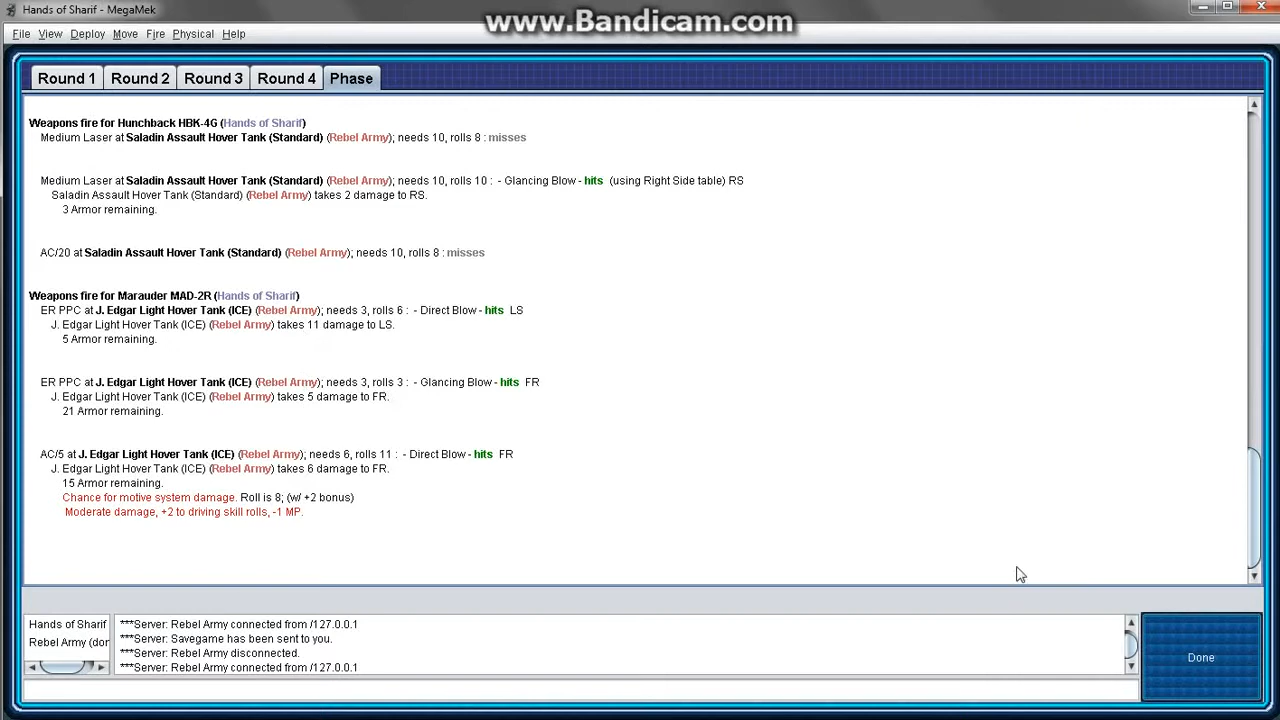 Hands of Sharif - MegaMek
www.Bandicam.com
File View Deploy Move Fire Physical Help
Round 1 Round 2 Round 3 Round 4 Phase
Weapons fire for Hunchback HBK-4G (Hands of Sharif)
Medium Laser at Saladin Assault Hover Tank (Standard) (Rebel Army); needs 10, rolls 8 : misses
Medium Laser at Saladin Assault Hover Tank (Standard) (Rebel Army); needs 10, rolls 10 : - Glancing Blow - hits (using Right Side table) RS
Saladin Assault Hover Tank (Standard) (Rebel Army) takes 2 damage to RS.
3 Armor remaining.
AC/20 at Saladin Assault Hover Tank (Standard) (Rebel Army); needs 10, rolls 8 : misses
Weapons fire for Marauder MAD-2R (Hands of Sharif)
ER PPC at J. Edgar Light Hover Tank (ICE) (Rebel Army); needs 3, rolls 6 : - Direct Blow - hits LS
J. Edgar Light Hover Tank (ICE) (Rebel Army) takes 11 damage to LS.
5 Armor remaining.
ER PPC at J. Edgar Light Hover Tank (ICE) (Rebel Army); needs 3, rolls 3 : - Glancing Blow - hits FR
J. Edgar Light Hover Tank (ICE) (Rebel Army) takes 5 damage to FR.
21 Armor remaining.
AC/5 at J. Edgar Light Hover Tank (ICE) (Rebel Army); needs 6, rolls 11 : - Direct Blow - hits FR
J. Edgar Light Hover Tank (ICE) (Rebel Army) takes 6 damage to FR.
15 Armor remaining.
Chance for motive system damage. Roll is 8; (w/ +2 bonus)
Moderate damage, +2 to driving skill rolls, -1 MP.
Hands of Sharif
Rebel Army (dor
***Server: Rebel Army connected from /127.0.0.1
***Server: Savegame has been sent to you.
***Server: Rebel Army disconnected.
***Server: Rebel Army connected from /127.0.0.1
Done